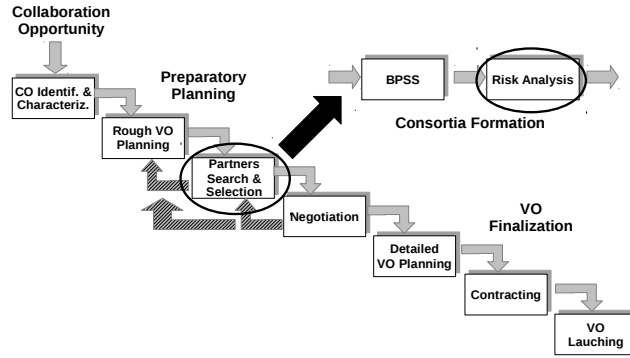 Collaboration
Opportunity
CO Identif. &
Characteriz.
Preparatory
Planning
Rough VO
Planning
Partners
Search &
Selection
BPSS
Risk Analysis
Consortia Formation
Negotiation
VO
Finalization
Detailed
VO Planning
Contracting
VO
Lauching